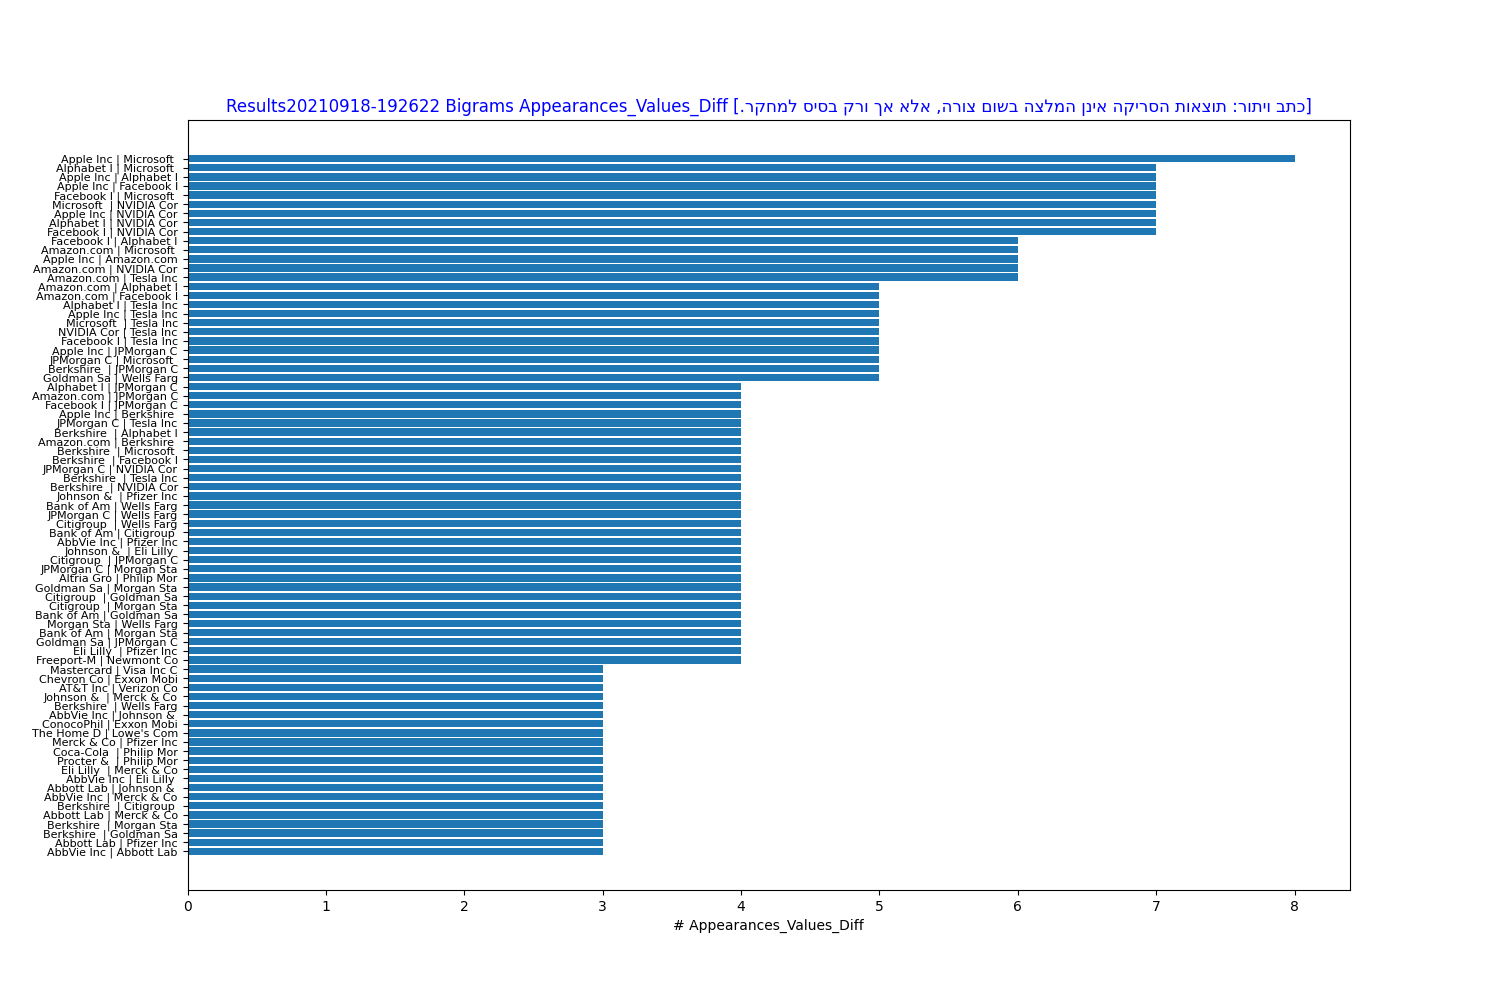 Results20210918-192622 Bigrams Appearances_Values_Diff [.כתב ויתור: תוצאות הסריקה אינן המלצה בשום צורה, אלא אך ורק בסיס למחקר]
Apple Inc | Microsoft
Alphabet I | Microsoft
Apple Inc | Alphabet I
Apple Inc | Facebook I
Facebook I | Microsoft
Microsoft  | NVIDIA Cor
Apple Inc | NVIDIA Cor
Alphabet I | NVIDIA Cor
Facebook I | NVIDIA Cor
Facebook I | Alphabet I
Amazon.com | Microsoft
Apple Inc | Amazon.com
Amazon.com | NVIDIA Cor
Amazon.com | Tesla Inc
Amazon.com | Alphabet I
Amazon.com | Facebook I
Alphabet I | Tesla Inc
Apple Inc | Tesla Inc
Microsoft  | Tesla Inc
NVIDIA Cor | Tesla Inc
Facebook I | Tesla Inc
Apple Inc | JPMorgan C
JPMorgan C | Microsoft
Berkshire  | JPMorgan C
Goldman Sa | Wells Farg
Alphabet I | JPMorgan C
Amazon.com | JPMorgan C
Facebook I | JPMorgan C
Apple Inc | Berkshire
JPMorgan C | Tesla Inc
Berkshire  | Alphabet I
Amazon.com | Berkshire
Berkshire  | Microsoft
Berkshire  | Facebook I
JPMorgan C | NVIDIA Cor
Berkshire  | Tesla Inc
Berkshire  | NVIDIA Cor
Johnson &  | Pfizer Inc
Bank of Am | Wells Farg
JPMorgan C | Wells Farg
Citigroup  | Wells Farg
Bank of Am | Citigroup
AbbVie Inc | Pfizer Inc
Johnson &  | Eli Lilly
Citigroup  | JPMorgan C
JPMorgan C | Morgan Sta
Altria Gro | Philip Mor
Goldman Sa | Morgan Sta
Citigroup  | Goldman Sa
Citigroup  | Morgan Sta
Bank of Am | Goldman Sa
Morgan Sta | Wells Farg
Bank of Am | Morgan Sta
Goldman Sa | JPMorgan C
Eli Lilly  | Pfizer Inc
Freeport-M | Newmont Co
Mastercard | Visa Inc C
Chevron Co | Exxon Mobi
AT&T Inc | Verizon Co
Johnson &  | Merck & Co
Berkshire  | Wells Farg
AbbVie Inc | Johnson &
ConocoPhil | Exxon Mobi
The Home D | Lowe's Com
Merck & Co | Pfizer Inc
Coca-Cola  | Philip Mor
Procter &  | Philip Mor
Eli Lilly  | Merck & Co
AbbVie Inc | Eli Lilly
Abbott Lab | Johnson &
AbbVie Inc | Merck & Co
Berkshire  | Citigroup
Abbott Lab | Merck & Co
Berkshire  | Morgan Sta
Berkshire  | Goldman Sa
Abbott Lab | Pfizer Inc
AbbVie Inc | Abbott Lab
0 1 2 3 4 5 6 7 8
# Appearances_Values_Diff